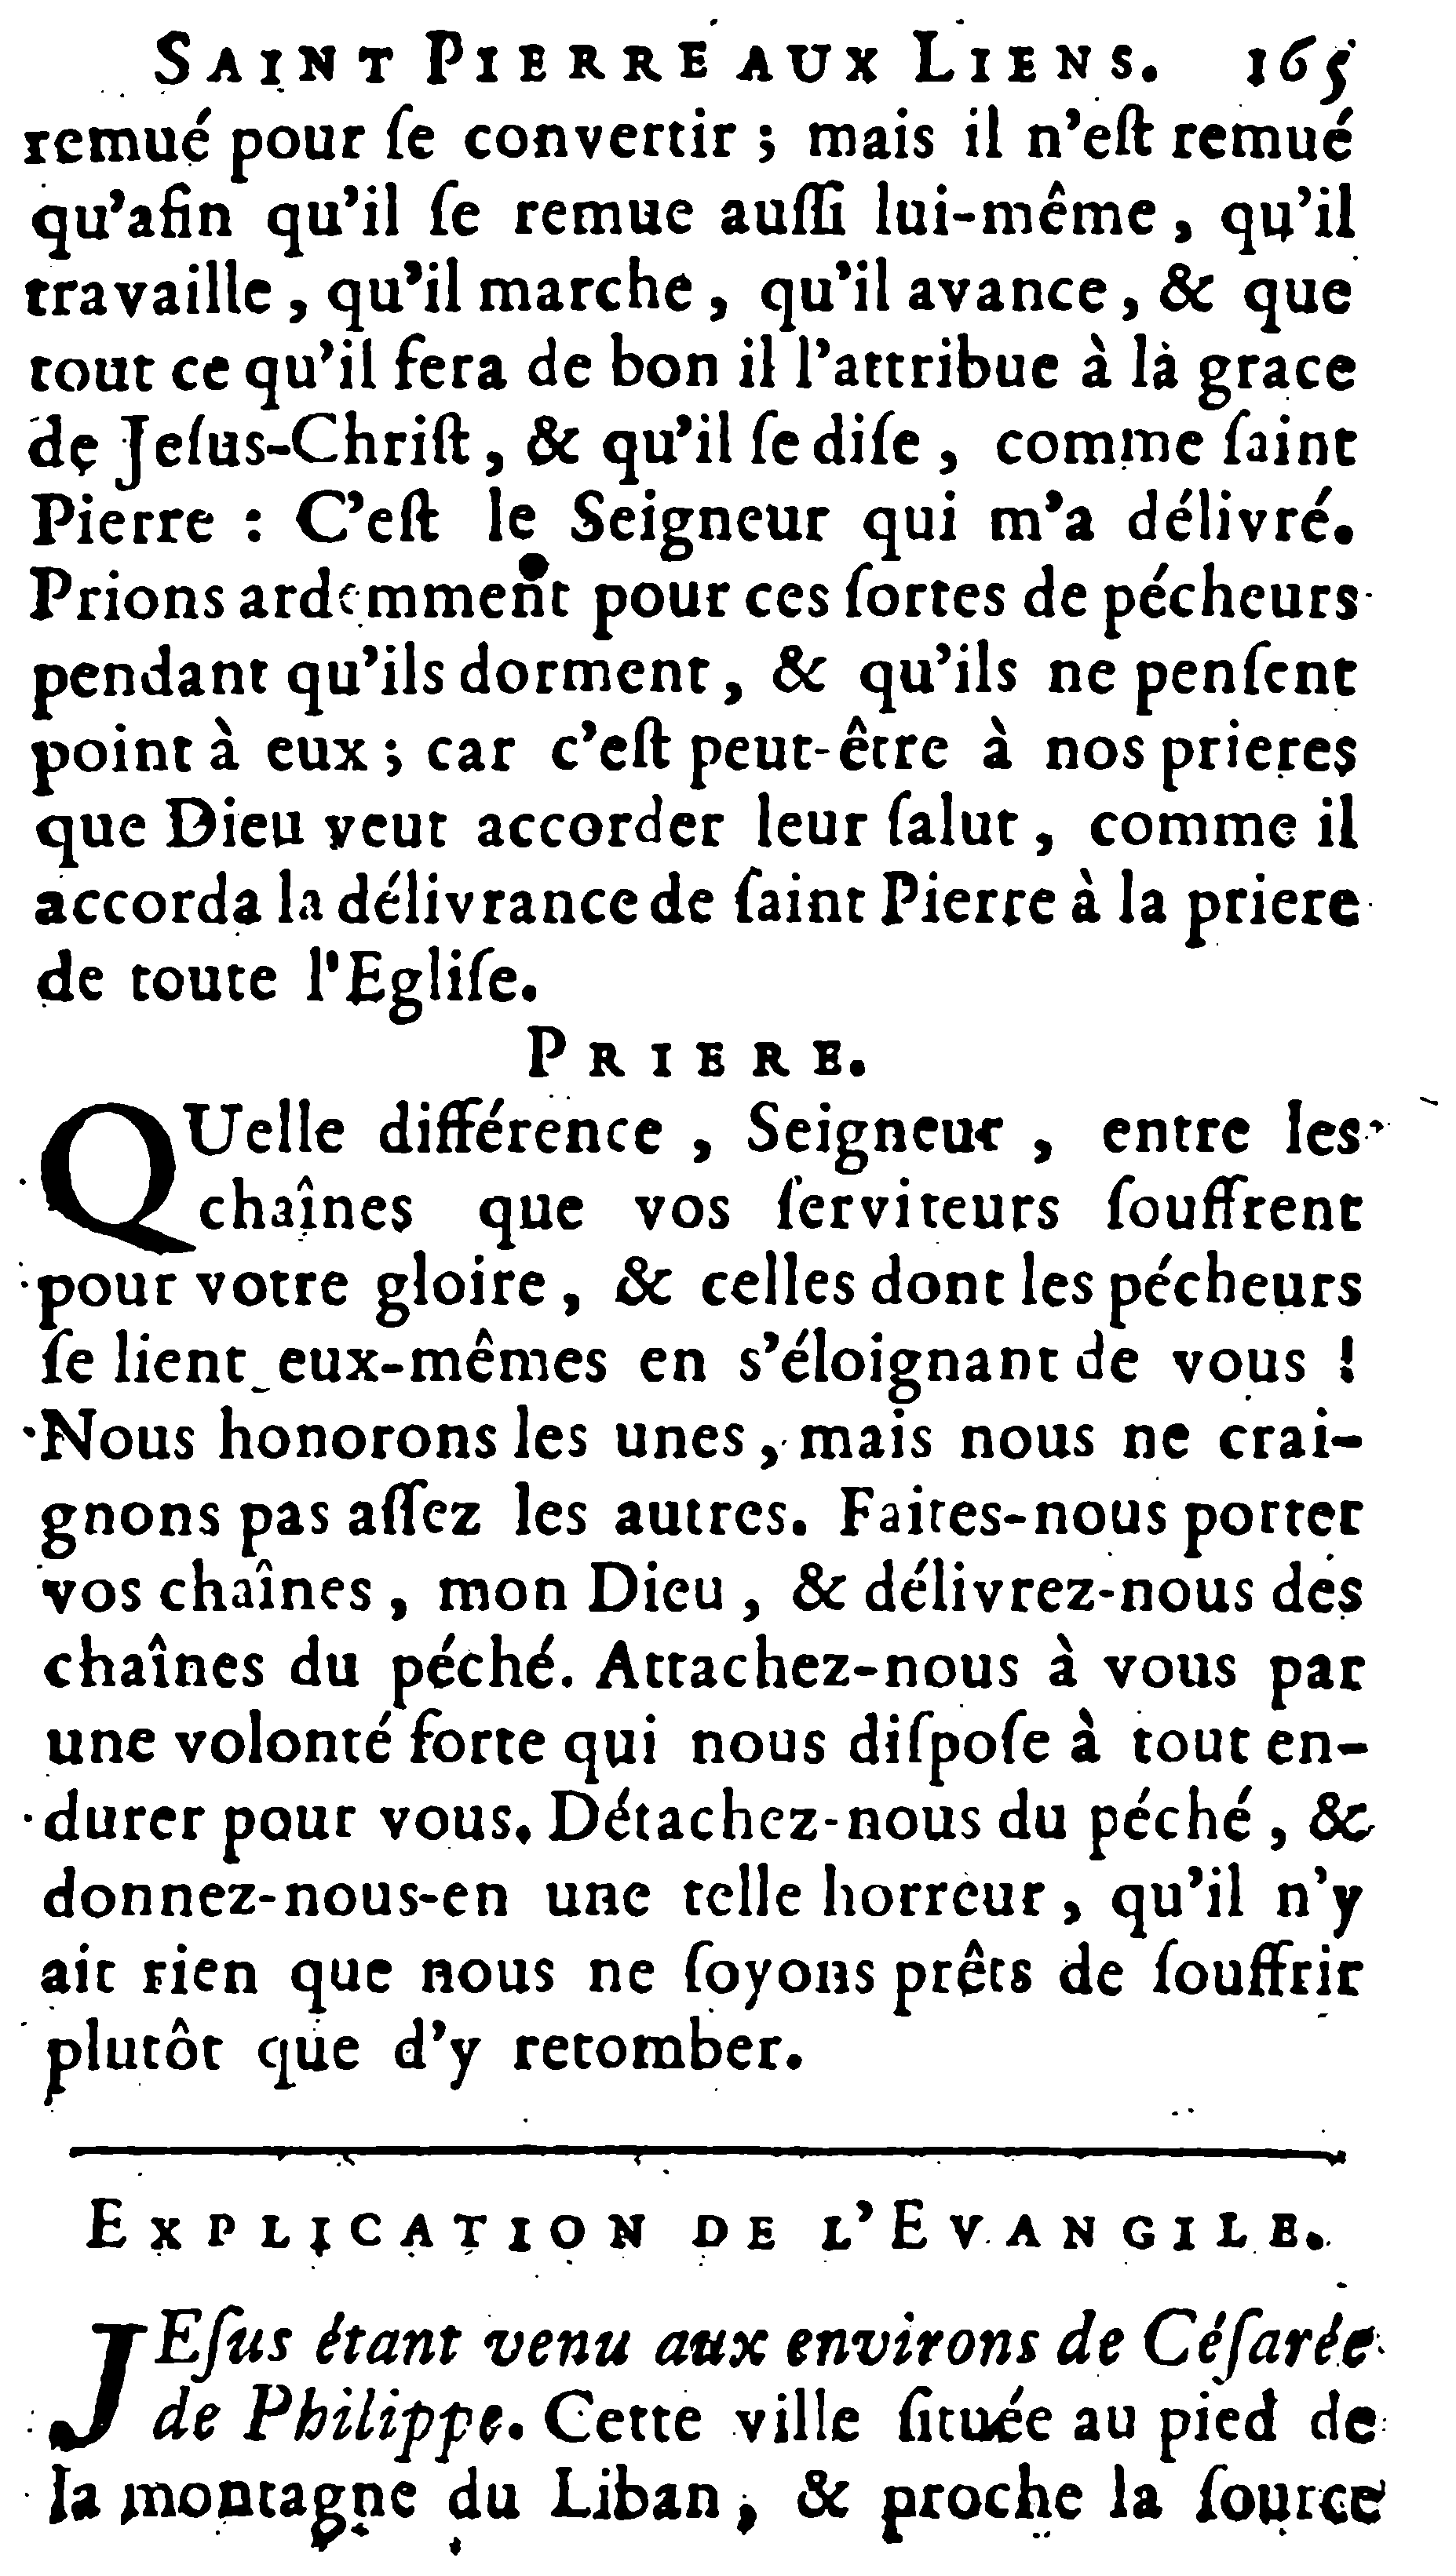 SAINT PIERRE AUX LIENS. 165
remué pour ſe convertir ; mais il n'eſt remué
qu'afin qu'il ſe remue auſſi lui-même, qu'il
travaille, qu'il marche, qu'il avance, & que
tout ce qu'il fera de bon il l'attribue à la grace
de Jeſus-Chriſt, & qu'il ſe diſe, comme ſaint
Pierre : C'eſt le Seigneur qui m'a délivré.
Prions ardemment pour ces ſortes de pécheurs
pendant qu'ils dorment, & qu'ils ne penſent
point à eux ; car c'eſt peut-être à nos prieres
que Dieu veut accorder leur ſalut, comme il
accorda la délivrance de ſaint Pierre à la priere
de toute l'Egliſe.
PRIERE.
QUelle différence, Seigneur, entre les
chaînes que vos ſerviteurs ſouffrent
pour votre gloire, & celles dont les pécheurs
ſe lient eux-mêmes en s'éloignant de vous !
Nous honorons les unes, mais nous ne crai-
gnons pas aſſez les autres. Faites-nous porter
vos chaînes, mon Dieu, & délivrez-nous des
chaînes du péché. Attachez-nous à vous par
une volonté forte qui nous diſpoſe à tout en-
durer pour vous. Détachez-nous du péché, &
donnez-nous-en une telle horreur, qu'il n'y
ait rien que nous ne ſoyons prêts de ſouffrir
plutôt que d'y retomber.
EXPLICATION DE L'EVANGILE.
JEſus étant venu aux environs de Céſarée
de Philippe. Cette ville ſituée au pied de
la montagne du Liban, & proche la ſource